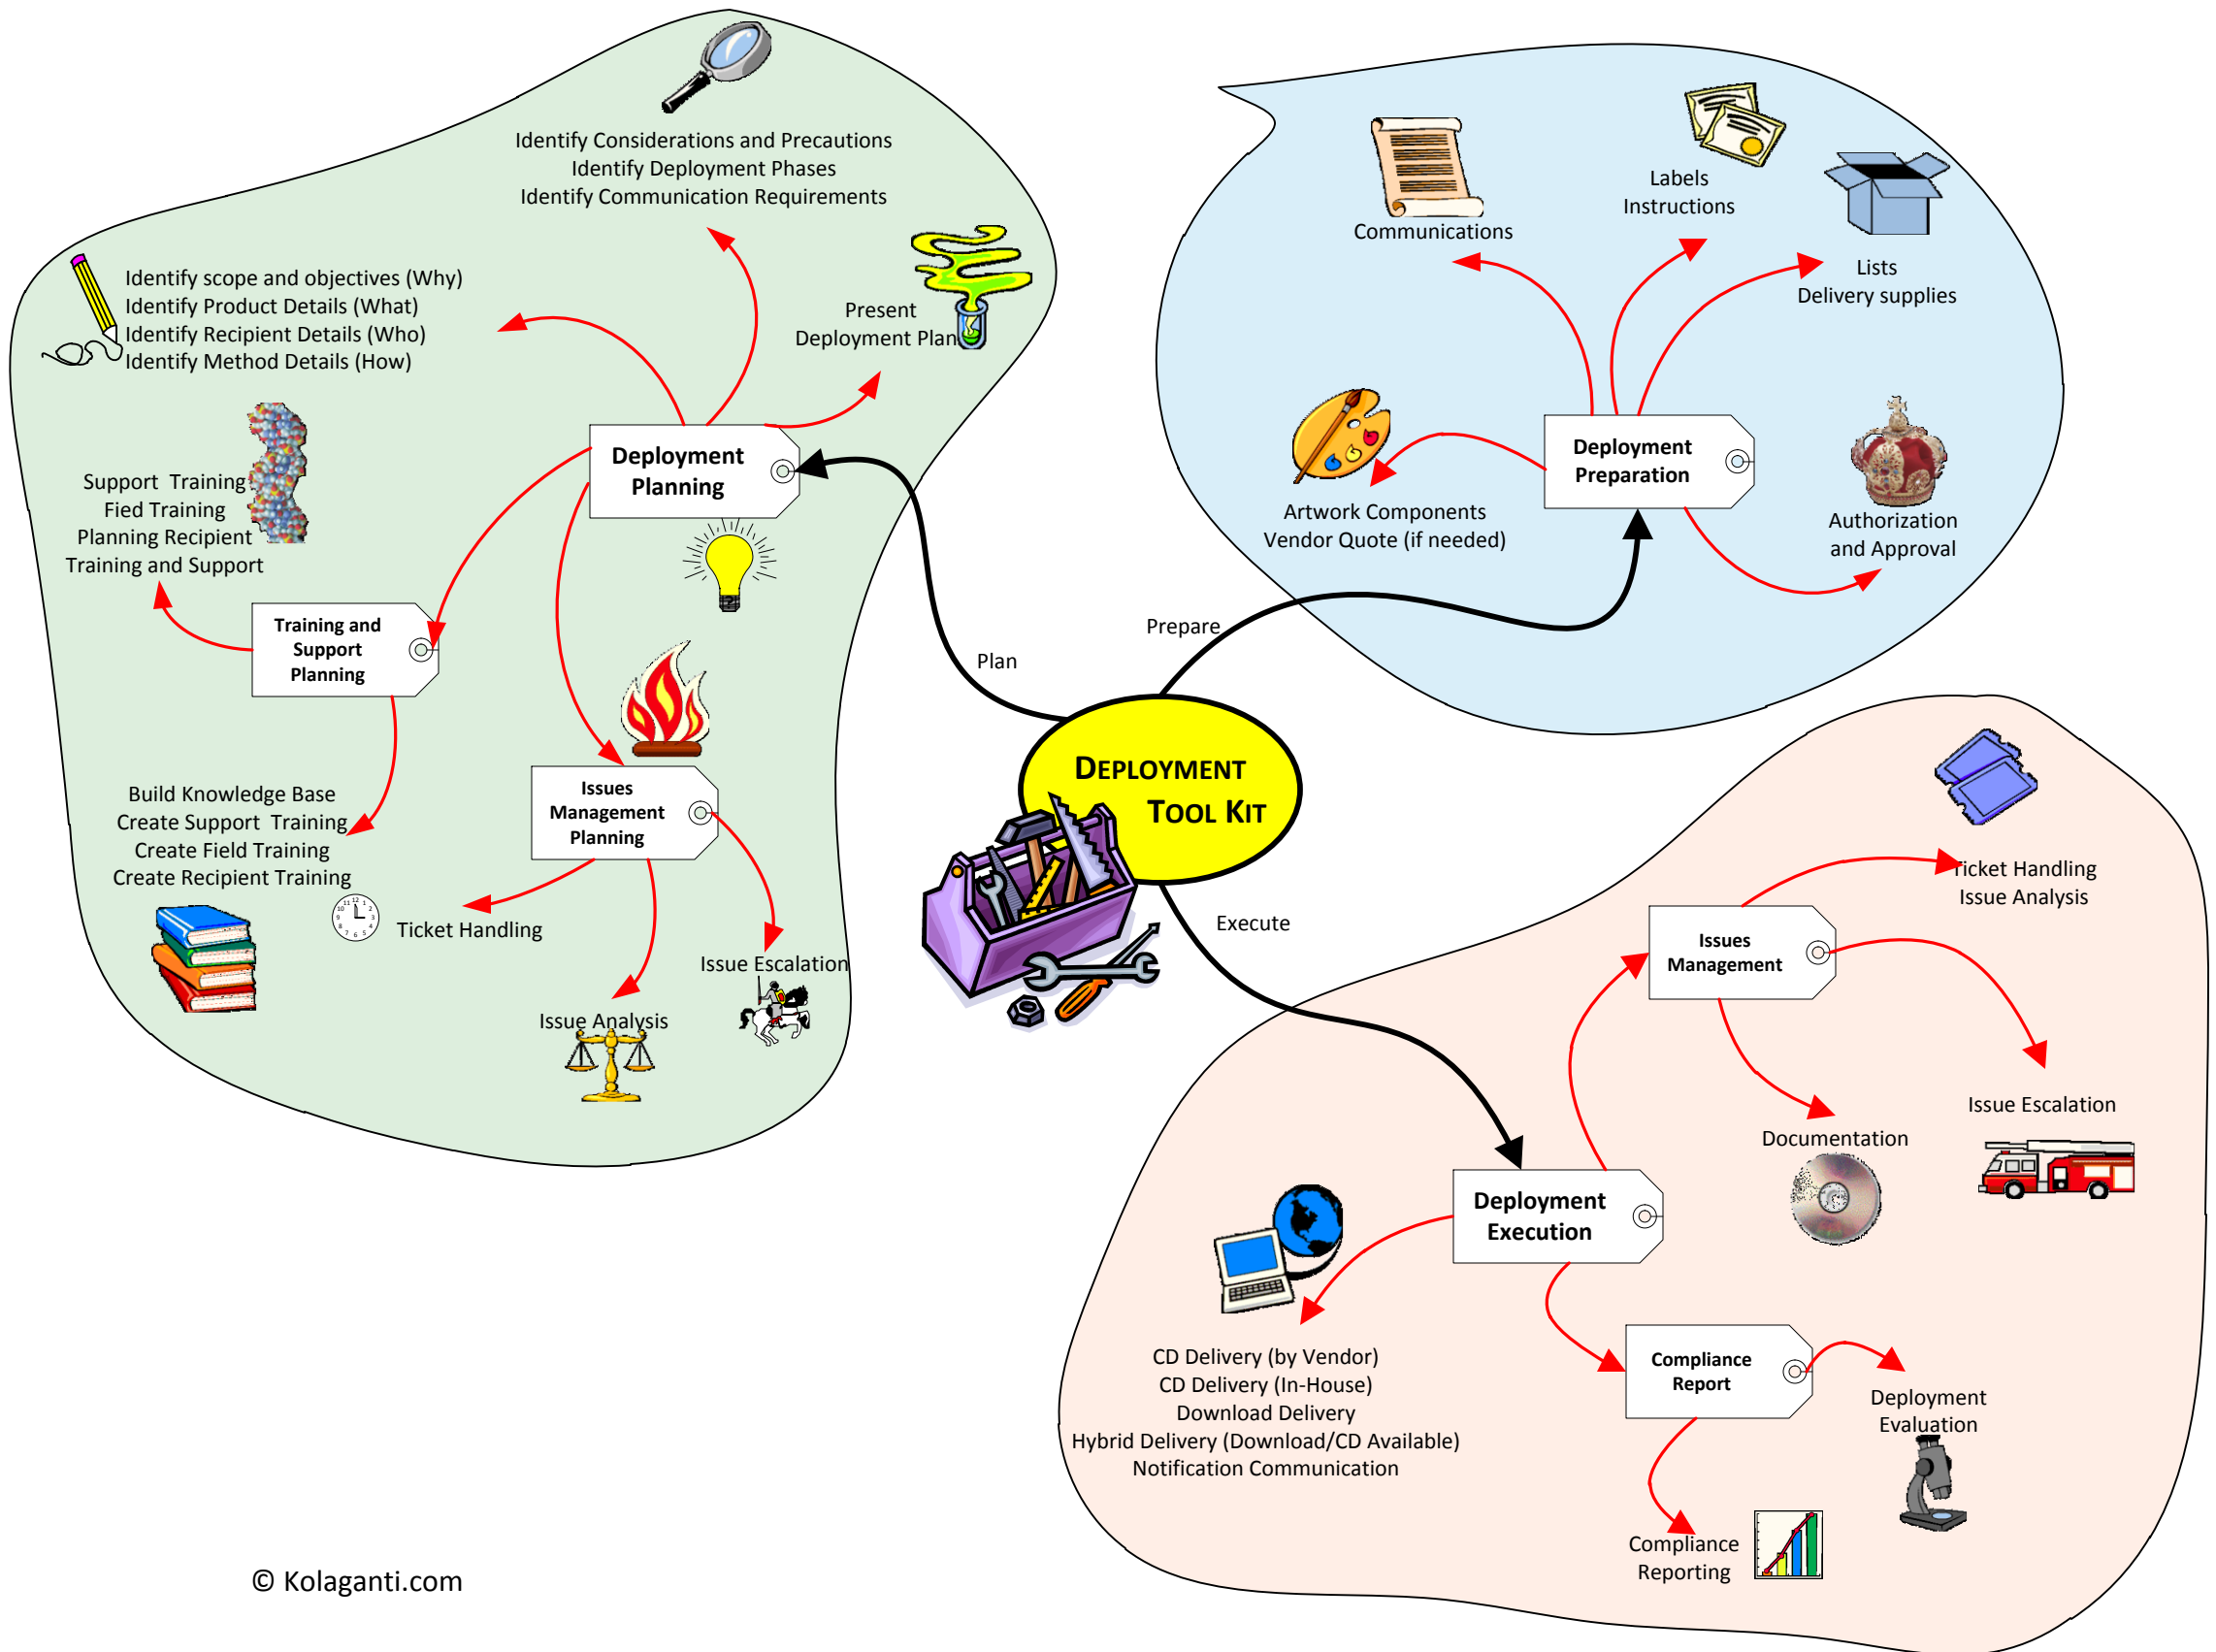 Identify Considerations and Precautions
Identify Deployment Phases
Identify Communication Requirements
Identify scope and objectives (Why)
Identify Product Details (What)
Identify Recipient Details (Who)
Identify Method Details (How)
Present
Deployment Plan
Deployment
Planning
Support  Training
Fied Training
Planning Recipient
Training and Support
Training and
Support
Planning
Build Knowledge Base
Create Support  Training
Create Field Training
Create Recipient Training
Issues
Management
Planning
Ticket Handling
Issue Analysis
Issue Escalation
Plan
Prepare
Execute
DEPLOYMENT
TOOL KIT
Communications
Labels
Instructions
Lists
Delivery supplies
Artwork Components
Vendor Quote (if needed)
Deployment
Preparation
Authorization
and Approval
Ticket Handling
Issue Analysis
Issues
Management
Issue Escalation
Documentation
Deployment
Execution
CD Delivery (by Vendor)
CD Delivery (In-House)
Download Delivery
Hybrid Delivery (Download/CD Available)
Notification Communication
Compliance
Report
Deployment
Evaluation
Compliance
Reporting
© Kolaganti.com